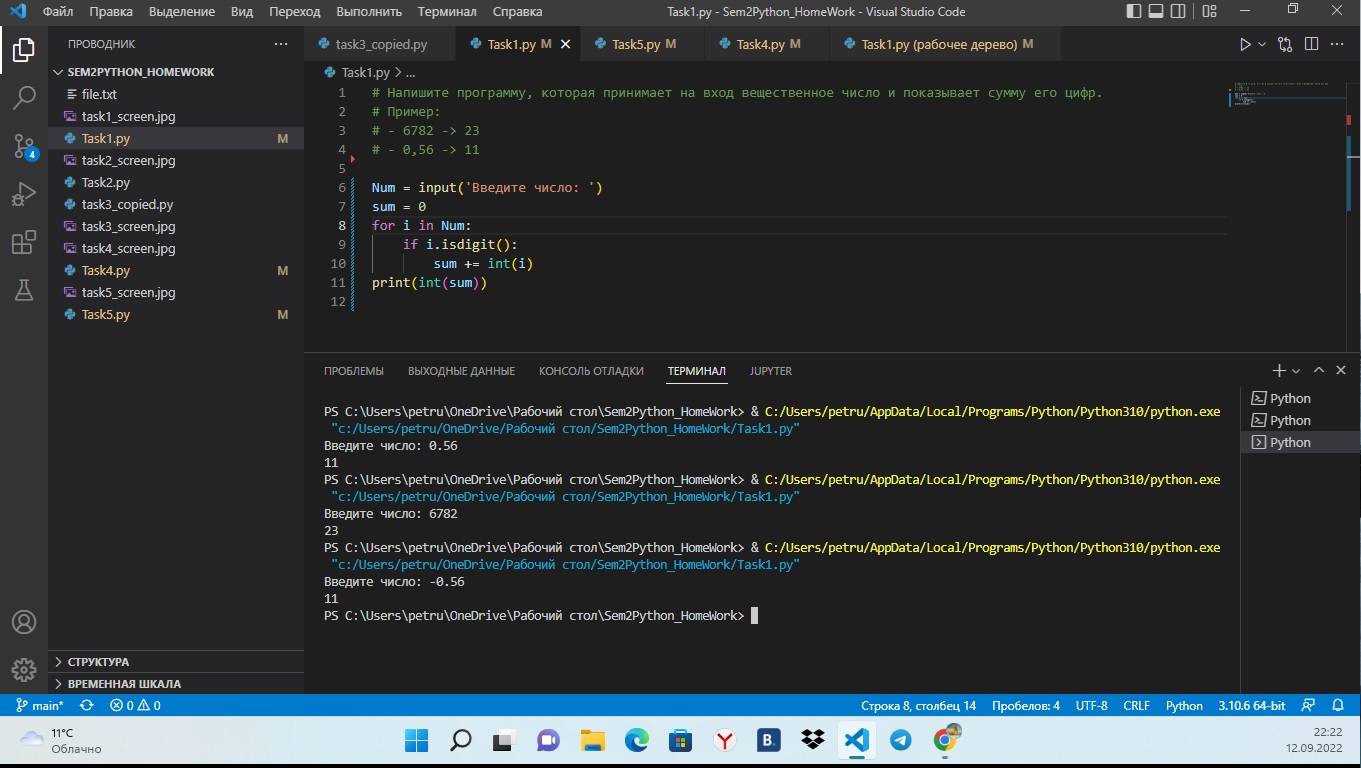 Файл Правка Выделение Вид Переход Выполнить Терминал Справка Task1.py - Sem2Python_HomeWork - Visual Studio Code
ПРОВОДНИК ...
SEM2PYTHON_HOMEWORK
file.txt
task1_screen.jpg
Task1.py M
task2_screen.jpg
Task2.py
task3_copied.py
task3_screen.jpg
task4_screen.jpg
Task4.py M
task5_screen.jpg
Task5.py M
СТРУКТУРА
ВРЕМЕННАЯ ШКАЛА
4
task3_copied.py Task1.py M Task5.py M Task4.py M Task1.py (рабочее дерево) M
Task1.py > ...
1 # Напишите программу, которая принимает на вход вещественное число и показывает сумму его цифр.
2 # Пример:
3 # - 6782 -> 23
4 # - 0,56 -> 11
5
6 Num = input('Введите число: ')
7 sum = 0
8 for i in Num:
9 if i.isdigit():
10 sum += int(i)
11 print(int(sum))
12
ПРОБЛЕМЫ ВЫХОДНЫЕ ДАННЫЕ КОНСОЛЬ ОТЛАДКИ ТЕРМИНАЛ JUPYTER
PS C:\Users\petru\OneDrive\Рабочий стол\Sem2Python_HomeWork> & C:/Users/petru/AppData/Local/Programs/Python/Python310/python.exe
"c:/Users/petru/OneDrive/Рабочий стол/Sem2Python_HomeWork/Task1.py"
Введите число: 0.56
11
PS C:\Users\petru\OneDrive\Рабочий стол\Sem2Python_HomeWork> & C:/Users/petru/AppData/Local/Programs/Python/Python310/python.exe
"c:/Users/petru/OneDrive/Рабочий стол/Sem2Python_HomeWork/Task1.py"
Введите число: 6782
23
PS C:\Users\petru\OneDrive\Рабочий стол\Sem2Python_HomeWork> & C:/Users/petru/AppData/Local/Programs/Python/Python310/python.exe
"c:/Users/petru/OneDrive/Рабочий стол/Sem2Python_HomeWork/Task1.py"
Введите число: -0.56
11
PS C:\Users\petru\OneDrive\Рабочий стол\Sem2Python_HomeWork>
Python
Python
Python
main* 0 0 Строка 8, столбец 14 Пробелов: 4 UTF-8 CRLF Python 3.10.6 64-bit
11°C
Облачно
B.
22:22
12.09.2022